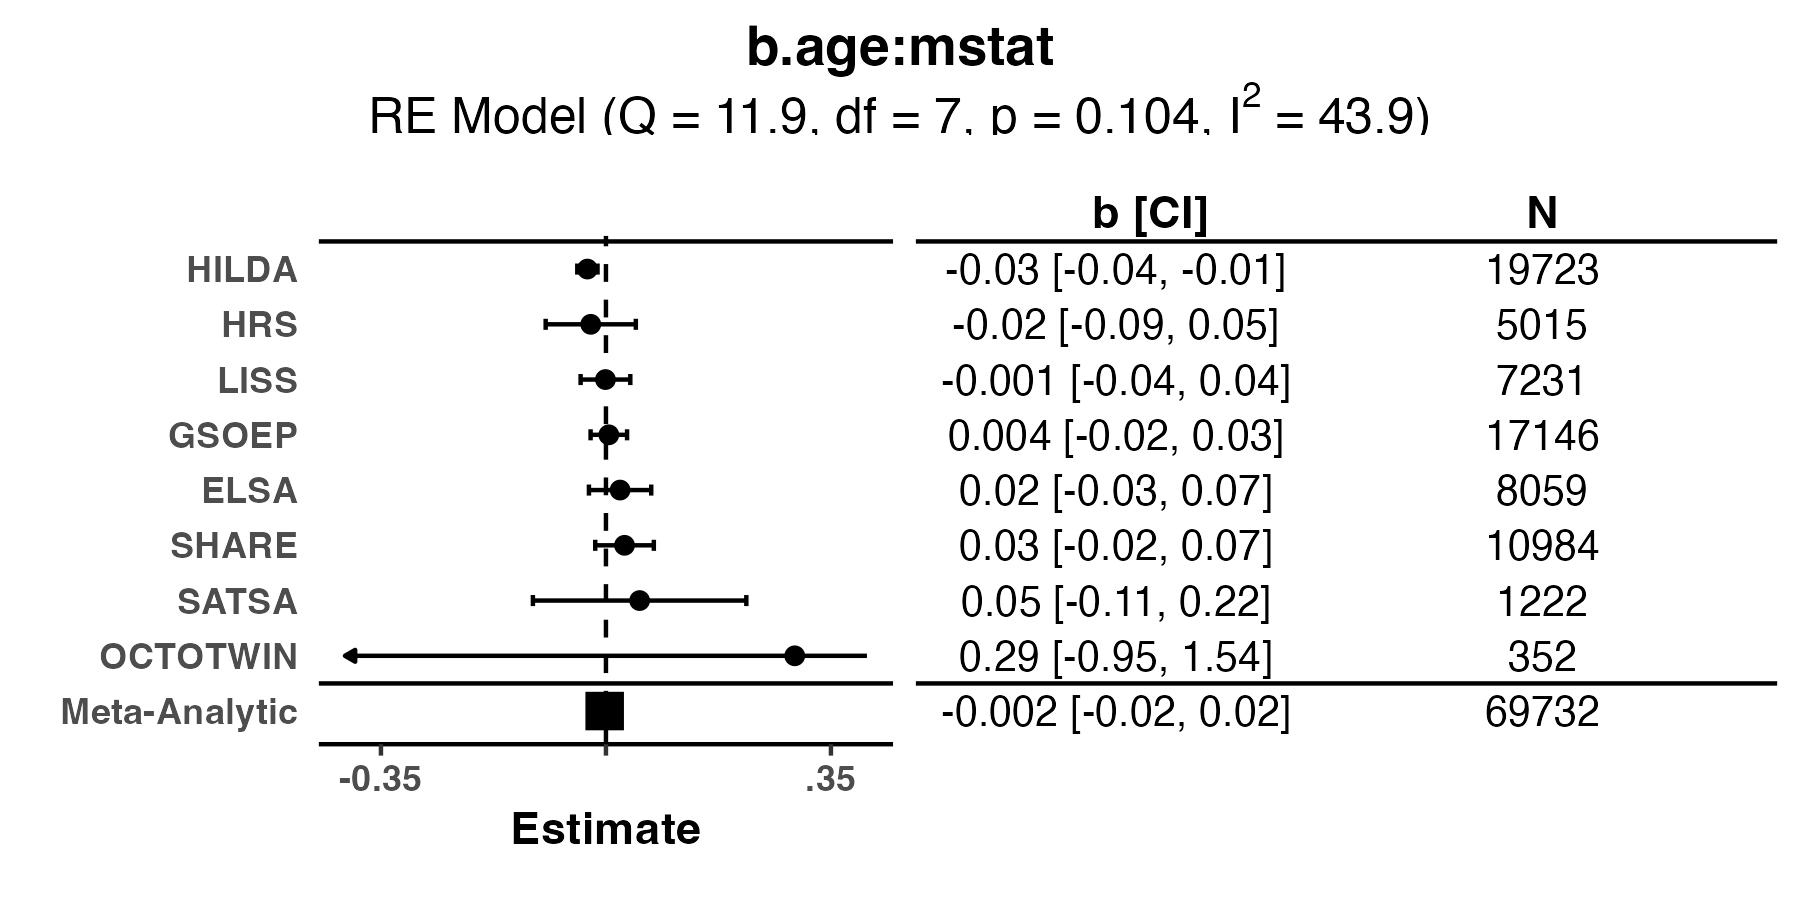 b.age:mstat
RE Model (Q = 11.9, df = 7, p = 0.104, I² = 43.9)
b [CI] N
HILDA -0.03 [-0.04, -0.01] 19723
HRS -0.02 [-0.09, 0.05] 5015
LISS -0.001 [-0.04, 0.04] 7231
GSOEP 0.004 [-0.02, 0.03] 17146
ELSA 0.02 [-0.03, 0.07] 8059
SHARE 0.03 [-0.02, 0.07] 10984
SATSA 0.05 [-0.11, 0.22] 1222
OCTOTWIN 0.29 [-0.95, 1.54] 352
Meta-Analytic -0.002 [-0.02, 0.02] 69732
-0.35 .35
Estimate